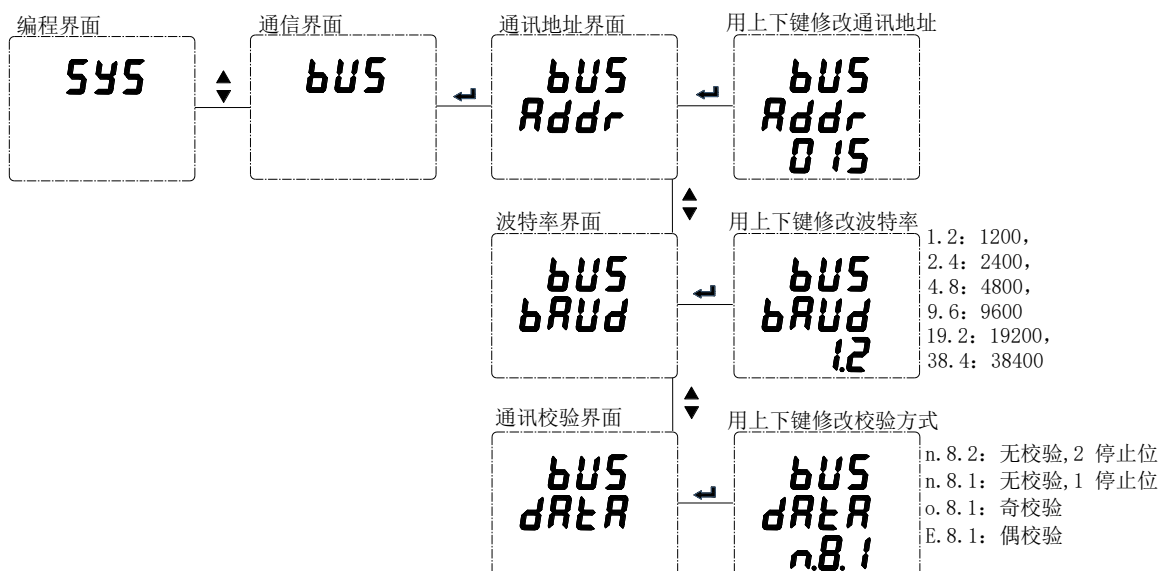 编程界面
SYS
通信界面
bUS
通讯地址界面
bUS
Addr
用上下键修改通讯地址
bUS
Addr
015
波特率界面
bUS
bAUd
用上下键修改波特率
bUS
bAUd
1.2
1.2: 1200,
2.4: 2400,
4.8: 4800,
9.6: 9600
19.2: 19200,
38.4: 38400
通讯校验界面
bUS
dAtA
用上下键修改校验方式
bUS
dAtA
n.8.1
n.8.2: 无校验,2 停止位
n.8.1: 无校验,1 停止位
o.8.1: 奇校验
E.8.1: 偶校验